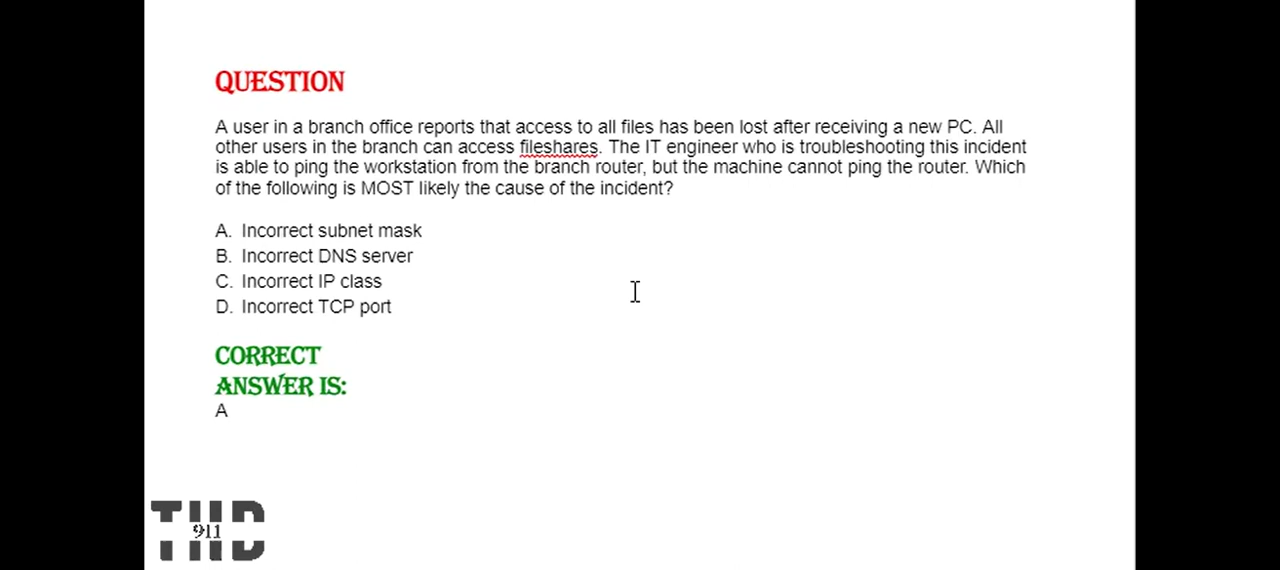 QUESTION
A user in a branch office reports that access to all files has been lost after receiving a new PC. All
other users in the branch can access fileshares. The IT engineer who is troubleshooting this incident
is able to ping the workstation from the branch router, but the machine cannot ping the router. Which
of the following is MOST likely the cause of the incident?
A. Incorrect subnet mask
B. Incorrect DNS server
C. Incorrect IP class
D. Incorrect TCP port
CORRECT
ANSWER IS:
A
THD
911